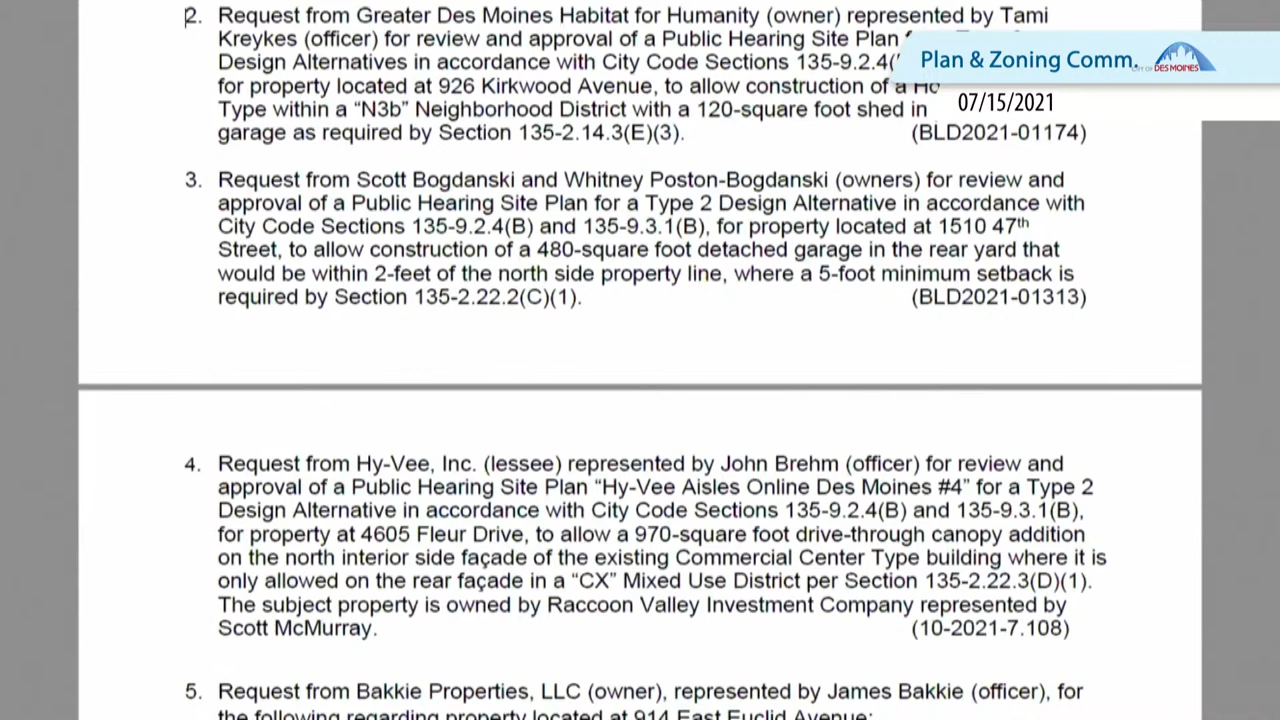 2. Request from Greater Des Moines Habitat for Humanity (owner) represented by Tami
Kreykes (officer) for review and approval of a Public Hearing Site Plan
Design Alternatives in accordance with City Code Sections 135-9.2.4(
for property located at 926 Kirkwood Avenue, to allow construction of a
Type within a “N3b” Neighborhood District with a 120-square foot shed in
garage as required by Section 135-2.14.3(E)(3). (BLD2021-01174)
Plan & Zoning Comm.
CITY OF DES MOINES
07/15/2021
3. Request from Scott Bogdanski and Whitney Poston-Bogdanski (owners) for review and
approval of a Public Hearing Site Plan for a Type 2 Design Alternative in accordance with
City Code Sections 135-9.2.4(B) and 135-9.3.1(B), for property located at 1510 47th
Street, to allow construction of a 480-square foot detached garage in the rear yard that
would be within 2-feet of the north side property line, where a 5-foot minimum setback is
required by Section 135-2.22.2(C)(1). (BLD2021-01313)
4. Request from Hy-Vee, Inc. (lessee) represented by John Brehm (officer) for review and
approval of a Public Hearing Site Plan “Hy-Vee Aisles Online Des Moines #4” for a Type 2
Design Alternative in accordance with City Code Sections 135-9.2.4(B) and 135-9.3.1(B),
for property at 4605 Fleur Drive, to allow a 970-square foot drive-through canopy addition
on the north interior side façade of the existing Commercial Center Type building where it is
only allowed on the rear façade in a “CX” Mixed Use District per Section 135-2.22.3(D)(1).
The subject property is owned by Raccoon Valley Investment Company represented by
Scott McMurray. (10-2021-7.108)
5. Request from Bakkie Properties, LLC (owner), represented by James Bakkie (officer), for
the following regarding property located at 914 East Euclid Avenue: